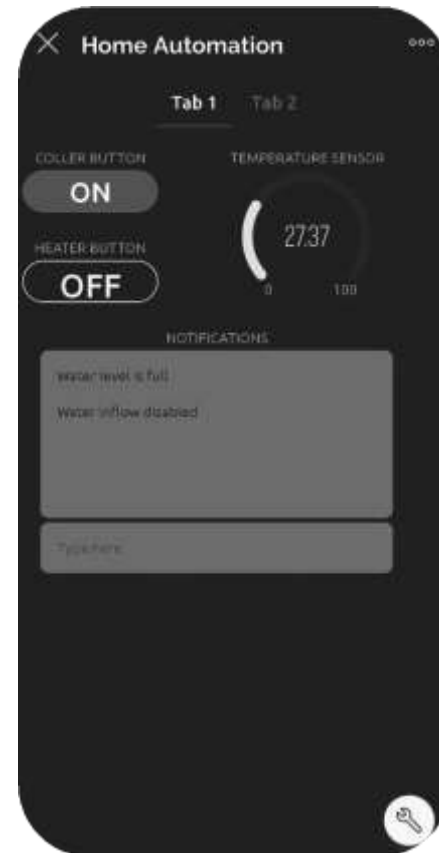 Home Automation
Tab 1 Tab 2
COLLER BUTTON
ON
TEMPERATURE SENSOR
27.37
0 100
HEATER BUTTON
OFF
NOTIFICATIONS
Water level is full
Water inflow disabled
Type here